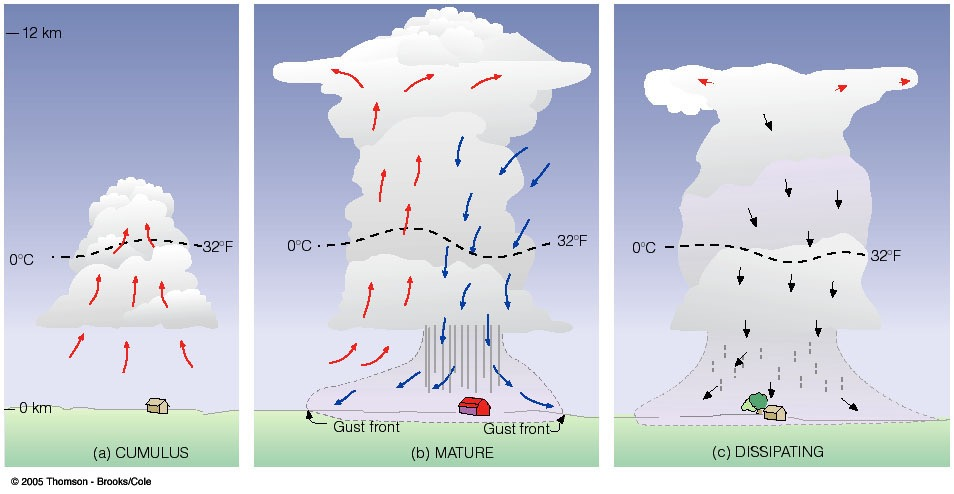 12 km
0°C
32°F
0 km
(a) CUMULUS
0°C
32°F
Gust front
Gust front
(b) MATURE
0°C
32°F
(c) DISSIPATING
© 2005 Thomson - Brooks/Cole